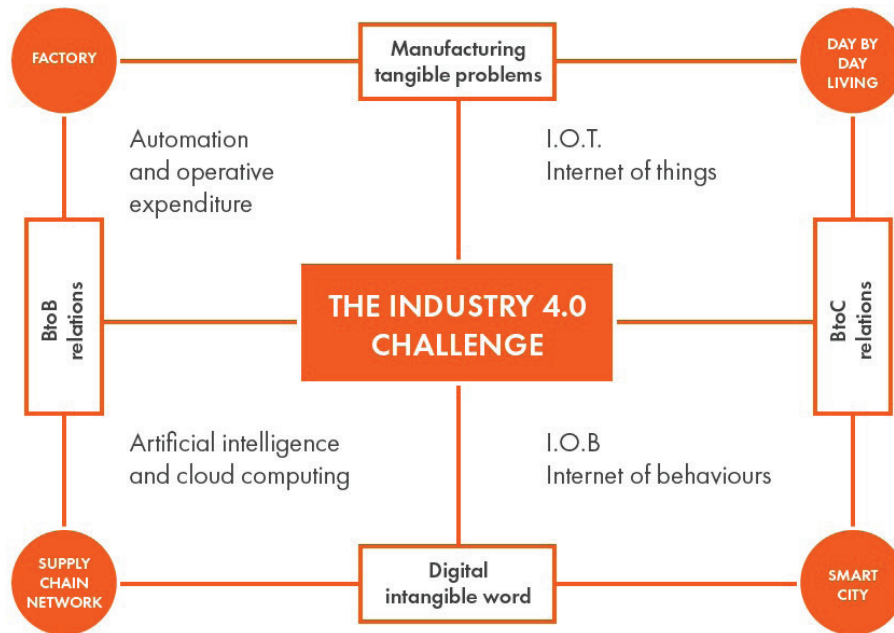 FACTORY
Manufacturing
tangible problems
DAY BY
DAY
LIVING
Automation
and operative
expenditure
I.O.T.
Internet of things
BtoB
relations
THE INDUSTRY 4.0
CHALLENGE
BtoC
relations
Artificial intelligence
and cloud computing
I.O.B
Internet of behaviours
SUPPLY
CHAIN
NETWORK
Digital
intangible word
SMART
CITY